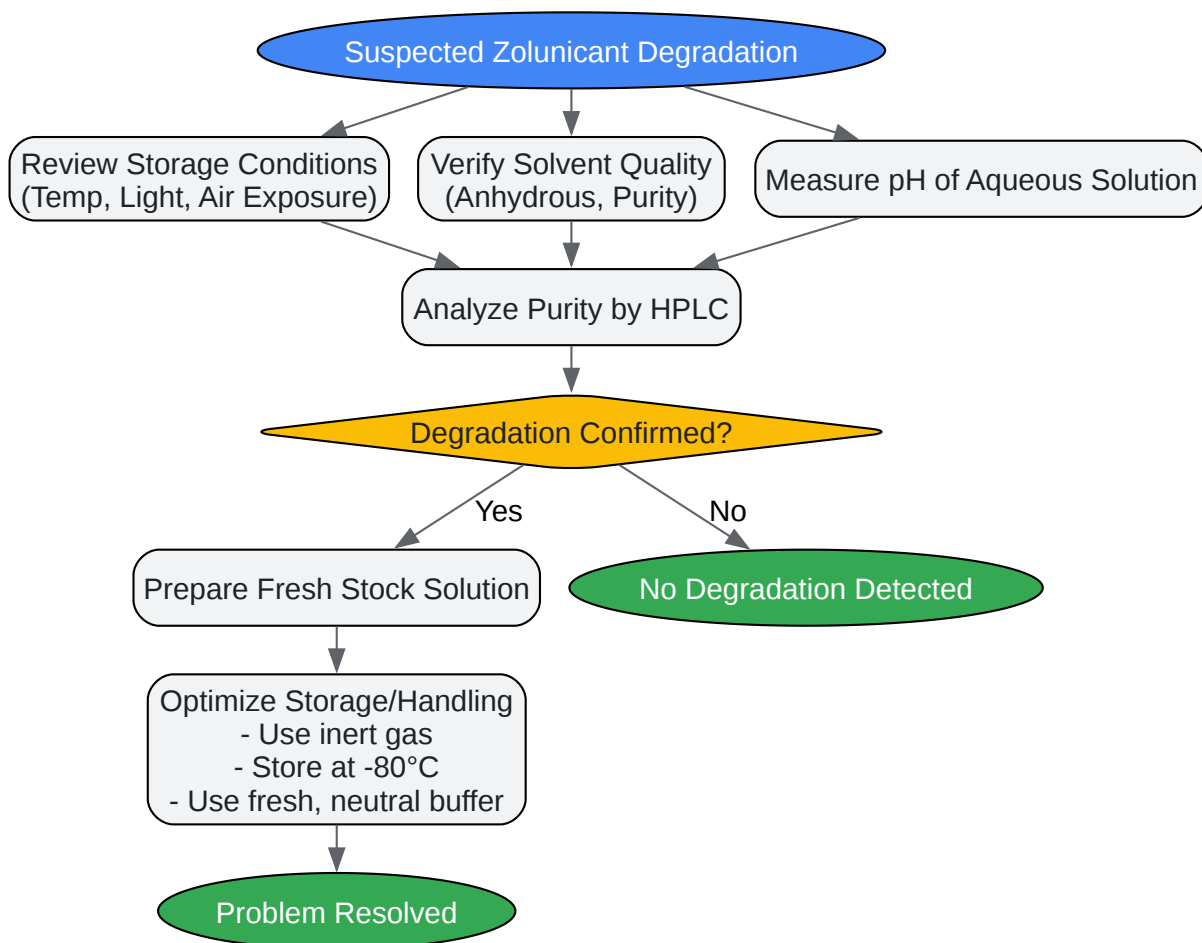 Suspected Zolunicant Degradation
Review Storage Conditions
(Temp, Light, Air Exposure)
Verify Solvent Quality
(Anhydrous, Purity)
Measure pH of Aqueous Solution
Analyze Purity by HPLC
Degradation Confirmed?
Yes
No
Prepare Fresh Stock Solution
No Degradation Detected
Optimize Storage/Handling
- Use inert gas
- Store at -80°C
- Use fresh, neutral buffer
Problem Resolved